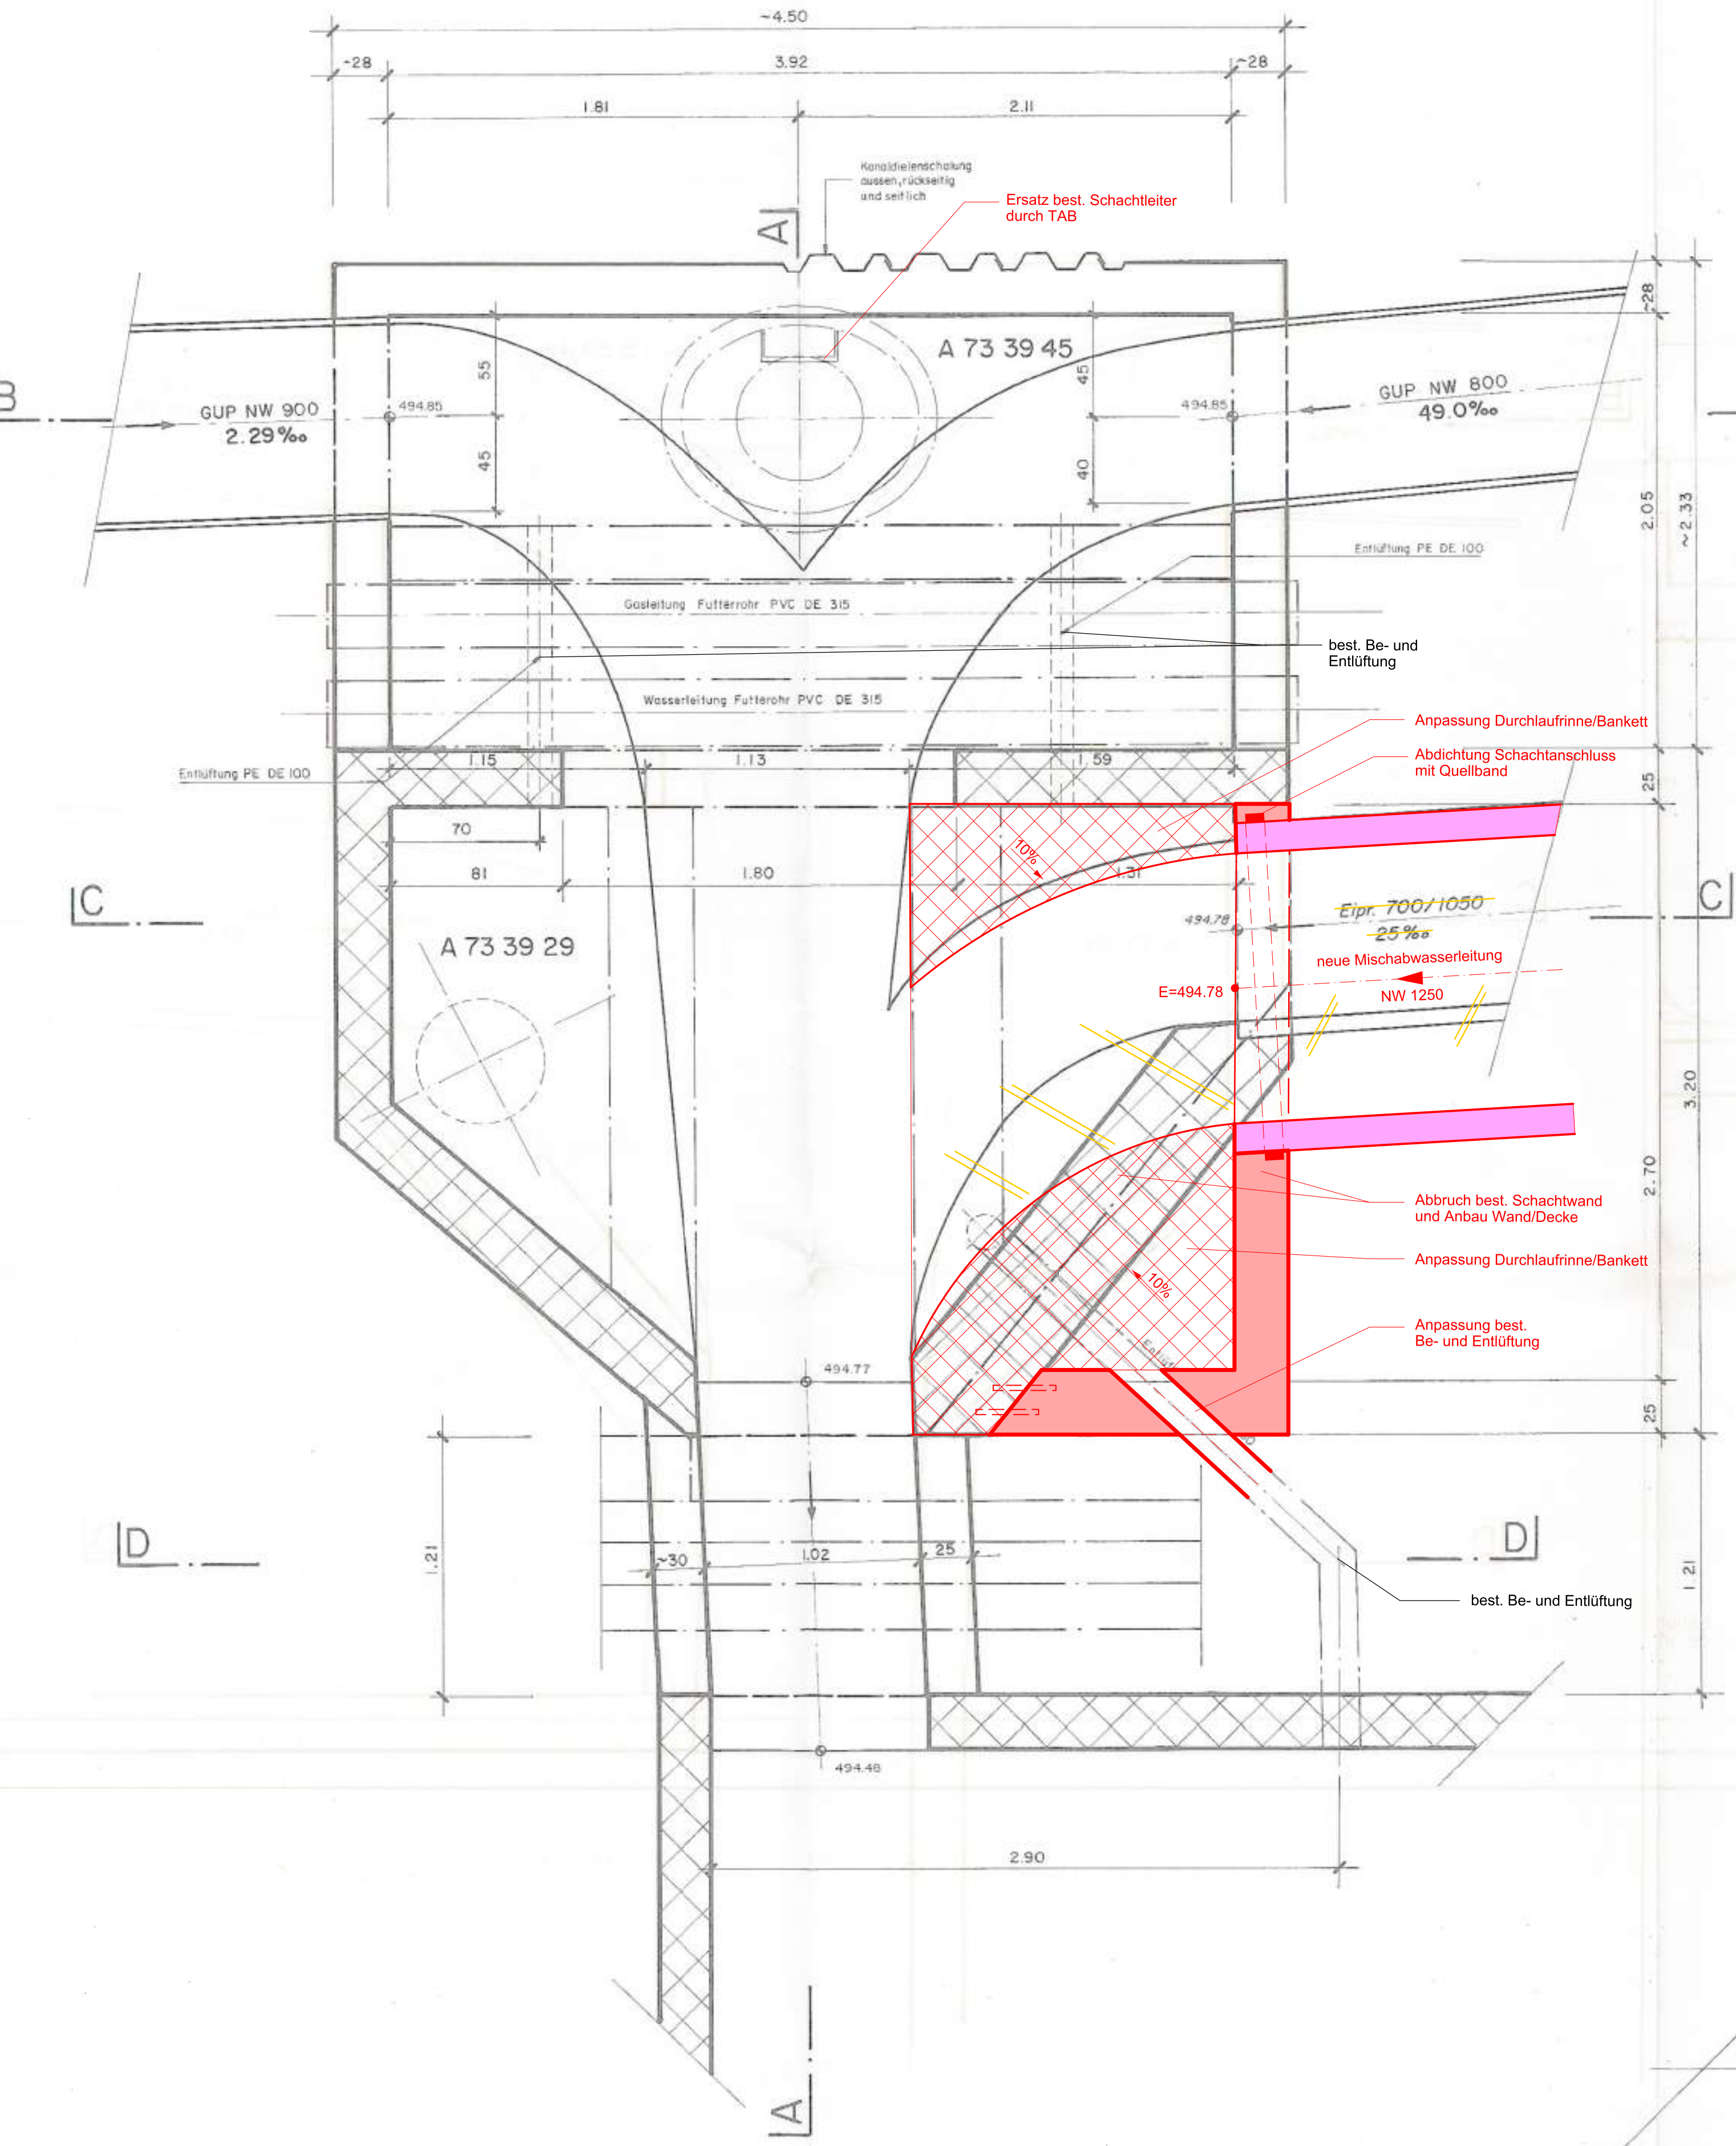 ~4.50
~28
3.92
~28
1.81
2.11
Kanaldielenschalung
aussen, rückseitig
und seitlich
Ersatz best. Schachtleiter
durch TAB
A
~28
A 73 39 45
55
45
B
GUP NW 900
2.29‰
494.85
494.85
GUP NW 800
49.0‰
45
40
2.05
~2.33
Entlüftung PE DE 100
Gasleitung Futterrohr PVC DE 315
best. Be- und
Entlüftung
Wasserleitung Futterohr PVC DE 315
Anpassung Durchlaufrinne/Bankett
Abdichtung Schachtanschluss
mit Quellband
Entlüftung PE DE 100
1.15
1.13
1.59
25
70
10%
81
1.80
1.31
C
Eipr. 700/1050
C
494.78
25‰
A 73 39 29
neue Mischabwasserleitung
E=494.78
NW 1250
3.20
2.70
Abbruch best. Schachtwand
und Anbau Wand/Decke
Anpassung Durchlaufrinne/Bankett
10%
Anpassung best.
Be- und Entlüftung
494.77
25
D
D
1.21
~30
1.02
25
1.21
best. Be- und Entlüftung
494.48
2.90
A